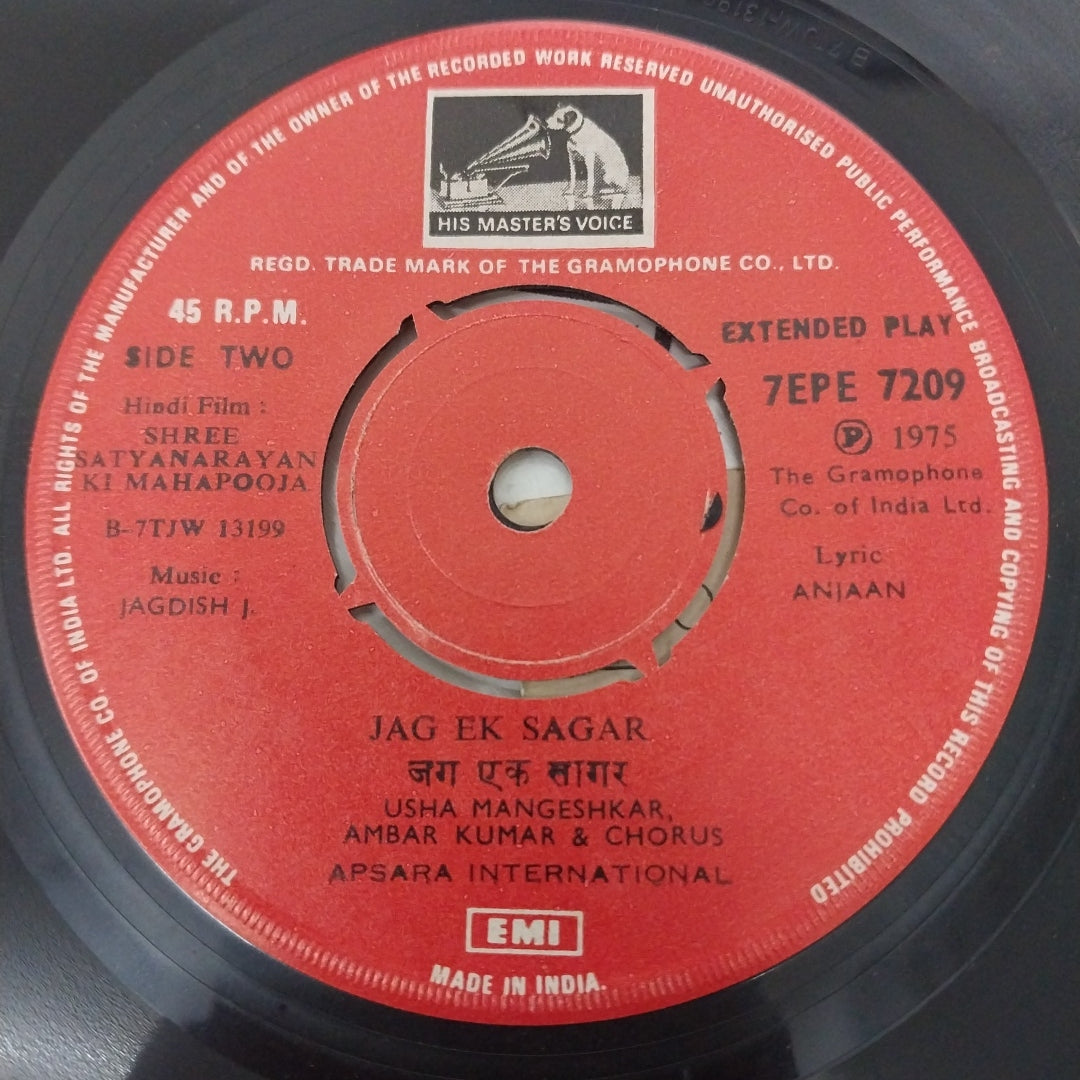 THE GRAMOPHONE CO. OF INDIA LTD. ALL RIGHTS OF THE MANUFACTURER AND OF THE OWNER OF THE RECORDED WORK RESERVED UNAUTHORISED PUBLIC PERFORMANCE BROADCASTING AND COPYING OF THIS RECORD PROHIBITED
HIS MASTER'S VOICE
REGD. TRADE MARK OF THE GRAMOPHONE CO., LTD.
45 R.P.M.
SIDE TWO
Hindi Film :
SHREE
SATYANARAYAN
KI MAHAPOOJA
B-7TJW 13199
Music :
JAGDISH J.
EXTENDED PLAY
7EPE 7209
Ⓟ 1975
The Gramophone
Co. of India Ltd.
Lyric
ANJAAN
JAG EK SAGAR
जग एक सागर
USHA MANGESHKAR,
AMBAR KUMAR & CHORUS
APSARA INTERNATIONAL
EMI
MADE IN INDIA.